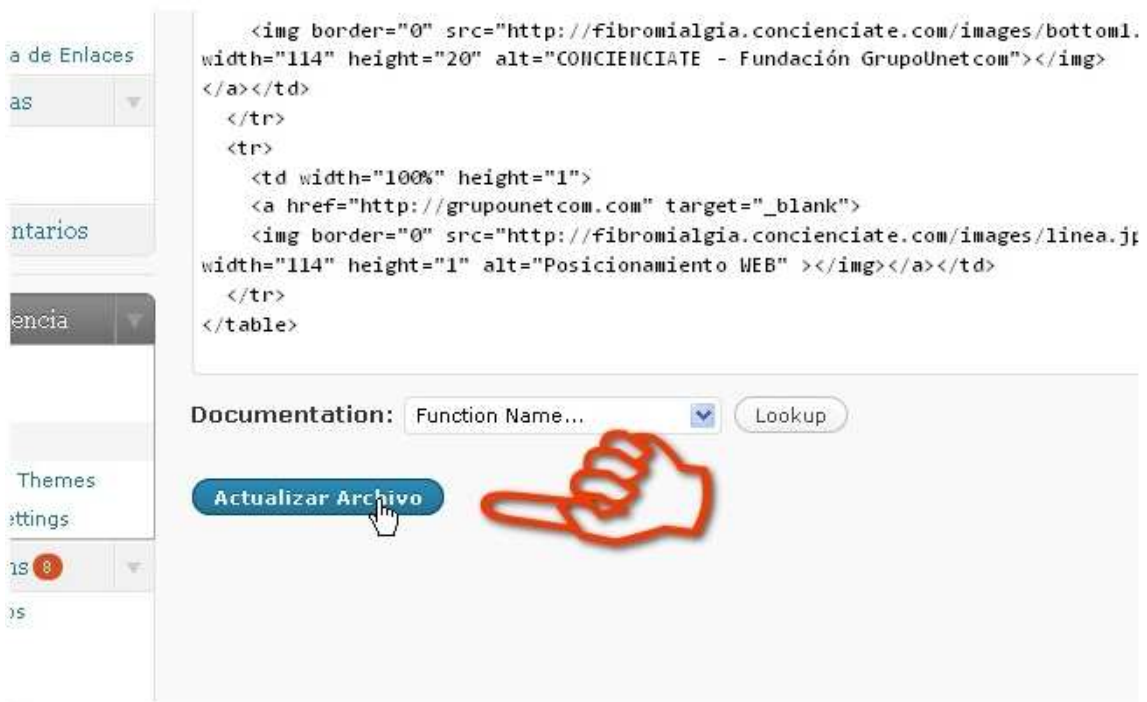 a de Enlaces
as
ntarios
encia
Themes
ettings
ns 8
os
<img border="0" src="http://fibromialgia.concienciate.com/images/bottom1.
width="114" height="20" alt="CONCIENCIATE - Fundación GrupoUnetcom"></img>
</a></td>
</tr>
<tr>
<td width="100%" height="1">
<a href="http://grupounetcom.com" target="_blank">
<img border="0" src="http://fibromialgia.concienciate.com/images/linea.jp
width="114" height="1" alt="Posicionamiento WEB" ></img></a></td>
</tr>
</table>
Documentation: Function Name... Lookup
Actualizar Archivo